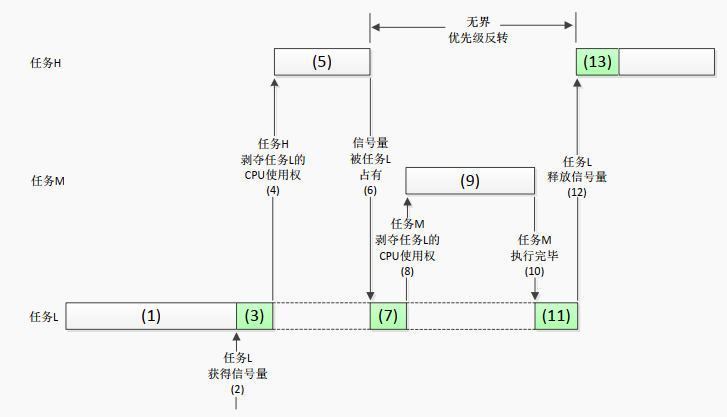 无界
优先级反转
任务H
(5)
(13)
任务H
剥夺任务L的
CPU使用权
(4)
信号量
被任务L
占有
(6)
任务L
释放信号量
(12)
任务M
(9)
任务M
剥夺任务L的
CPU使用权
(8)
任务M
执行完毕
(10)
任务L
(1)
(3)
(7)
(11)
任务L
获得信号量
(2)